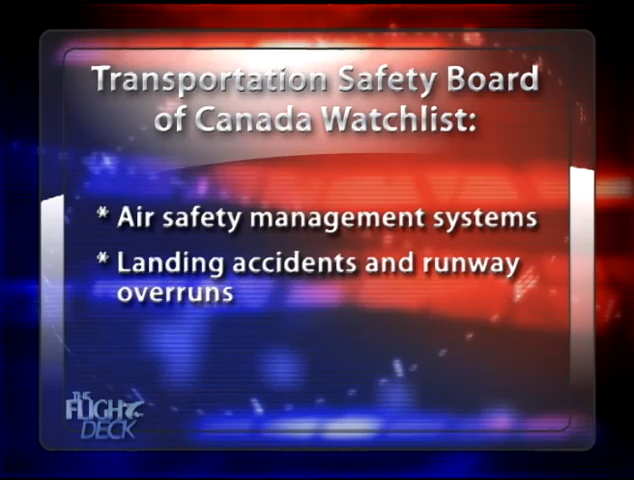 Transportation Safety Board
of Canada Watchlist:
* Air safety management systems
* Landing accidents and runway
overruns
THE
FLIGHT
DECK